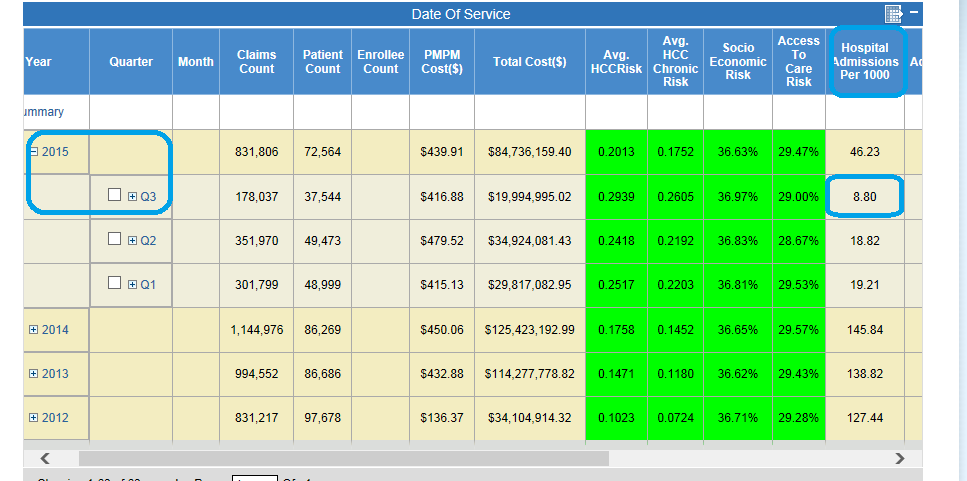 Date Of Service
Year Quarter Month Claims Count Patient Count Enrollee Count PMPM Cost($) Total Cost($) Avg. HCCRisk Avg. HCC Chronic Risk Socio Economic Risk Access To Care Risk Hospital Admissions Per 1000
ummary
2015 831,806 72,564 $439.91 $84,736,159.40 0.2013 0.1752 36.63% 29.47% 46.23
Q3 178,037 37,544 $416.88 $19,994,995.02 0.2939 0.2605 36.97% 29.00% 8.80
Q2 351,970 49,473 $479.52 $34,924,081.43 0.2418 0.2192 36.83% 28.67% 18.82
Q1 301,799 48,999 $415.13 $29,817,082.95 0.2517 0.2203 36.81% 29.53% 19.21
2014 1,144,976 86,269 $450.06 $125,423,192.99 0.1758 0.1452 36.65% 29.57% 145.84
2013 994,552 86,686 $432.88 $114,277,778.82 0.1471 0.1180 36.62% 29.43% 138.82
2012 831,217 97,678 $136.37 $34,104,914.32 0.1023 0.0724 36.71% 29.28% 127.44